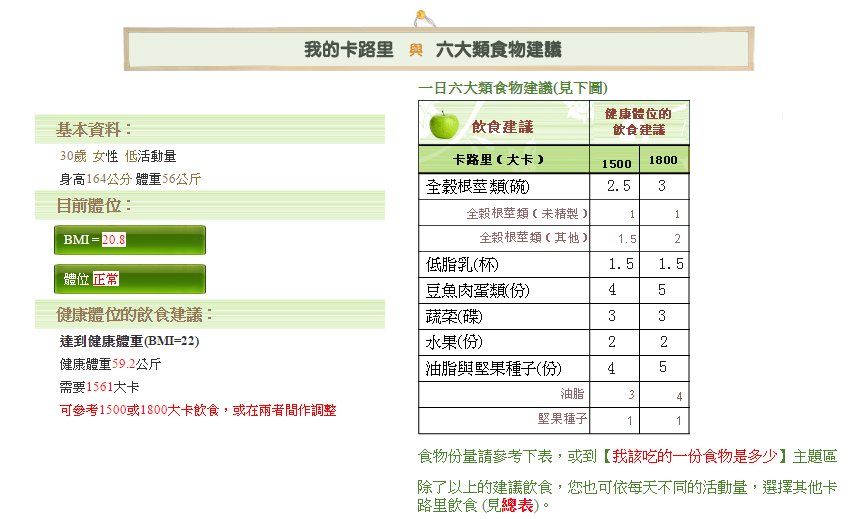 我的卡路里 與 六大類食物建議
基本資料：
30歲 女性 低活動量
身高164公分 體重56公斤
目前體位：
BMI = 20.8
體位 正常
健康體位的飲食建議：
達到健康體重(BMI=22)
健康體重59.2公斤
需要1561大卡
可參考1500或1800大卡飲食，或在兩者間作調整
一日六大類食物建議(見下圖)
飲食建議 健康體位的
飲食建議
卡路里（大卡） 1500 1800
全穀根莖類(碗) 2.5 3
全穀根莖類（未精製） 1 1
全穀根莖類（其他） 1.5 2
低脂乳(杯) 1.5 1.5
豆魚肉蛋類(份) 4 5
蔬菜(碟) 3 3
水果(份) 2 2
油脂與堅果種子(份) 4 5
油脂 3 4
堅果種子 1 1
食物份量請參考下表，或到【我該吃的一份食物是多少】主題區
除了以上的建議飲食，您也可依每天不同的活動量，選擇其他卡
路里飲食 (見總表)。